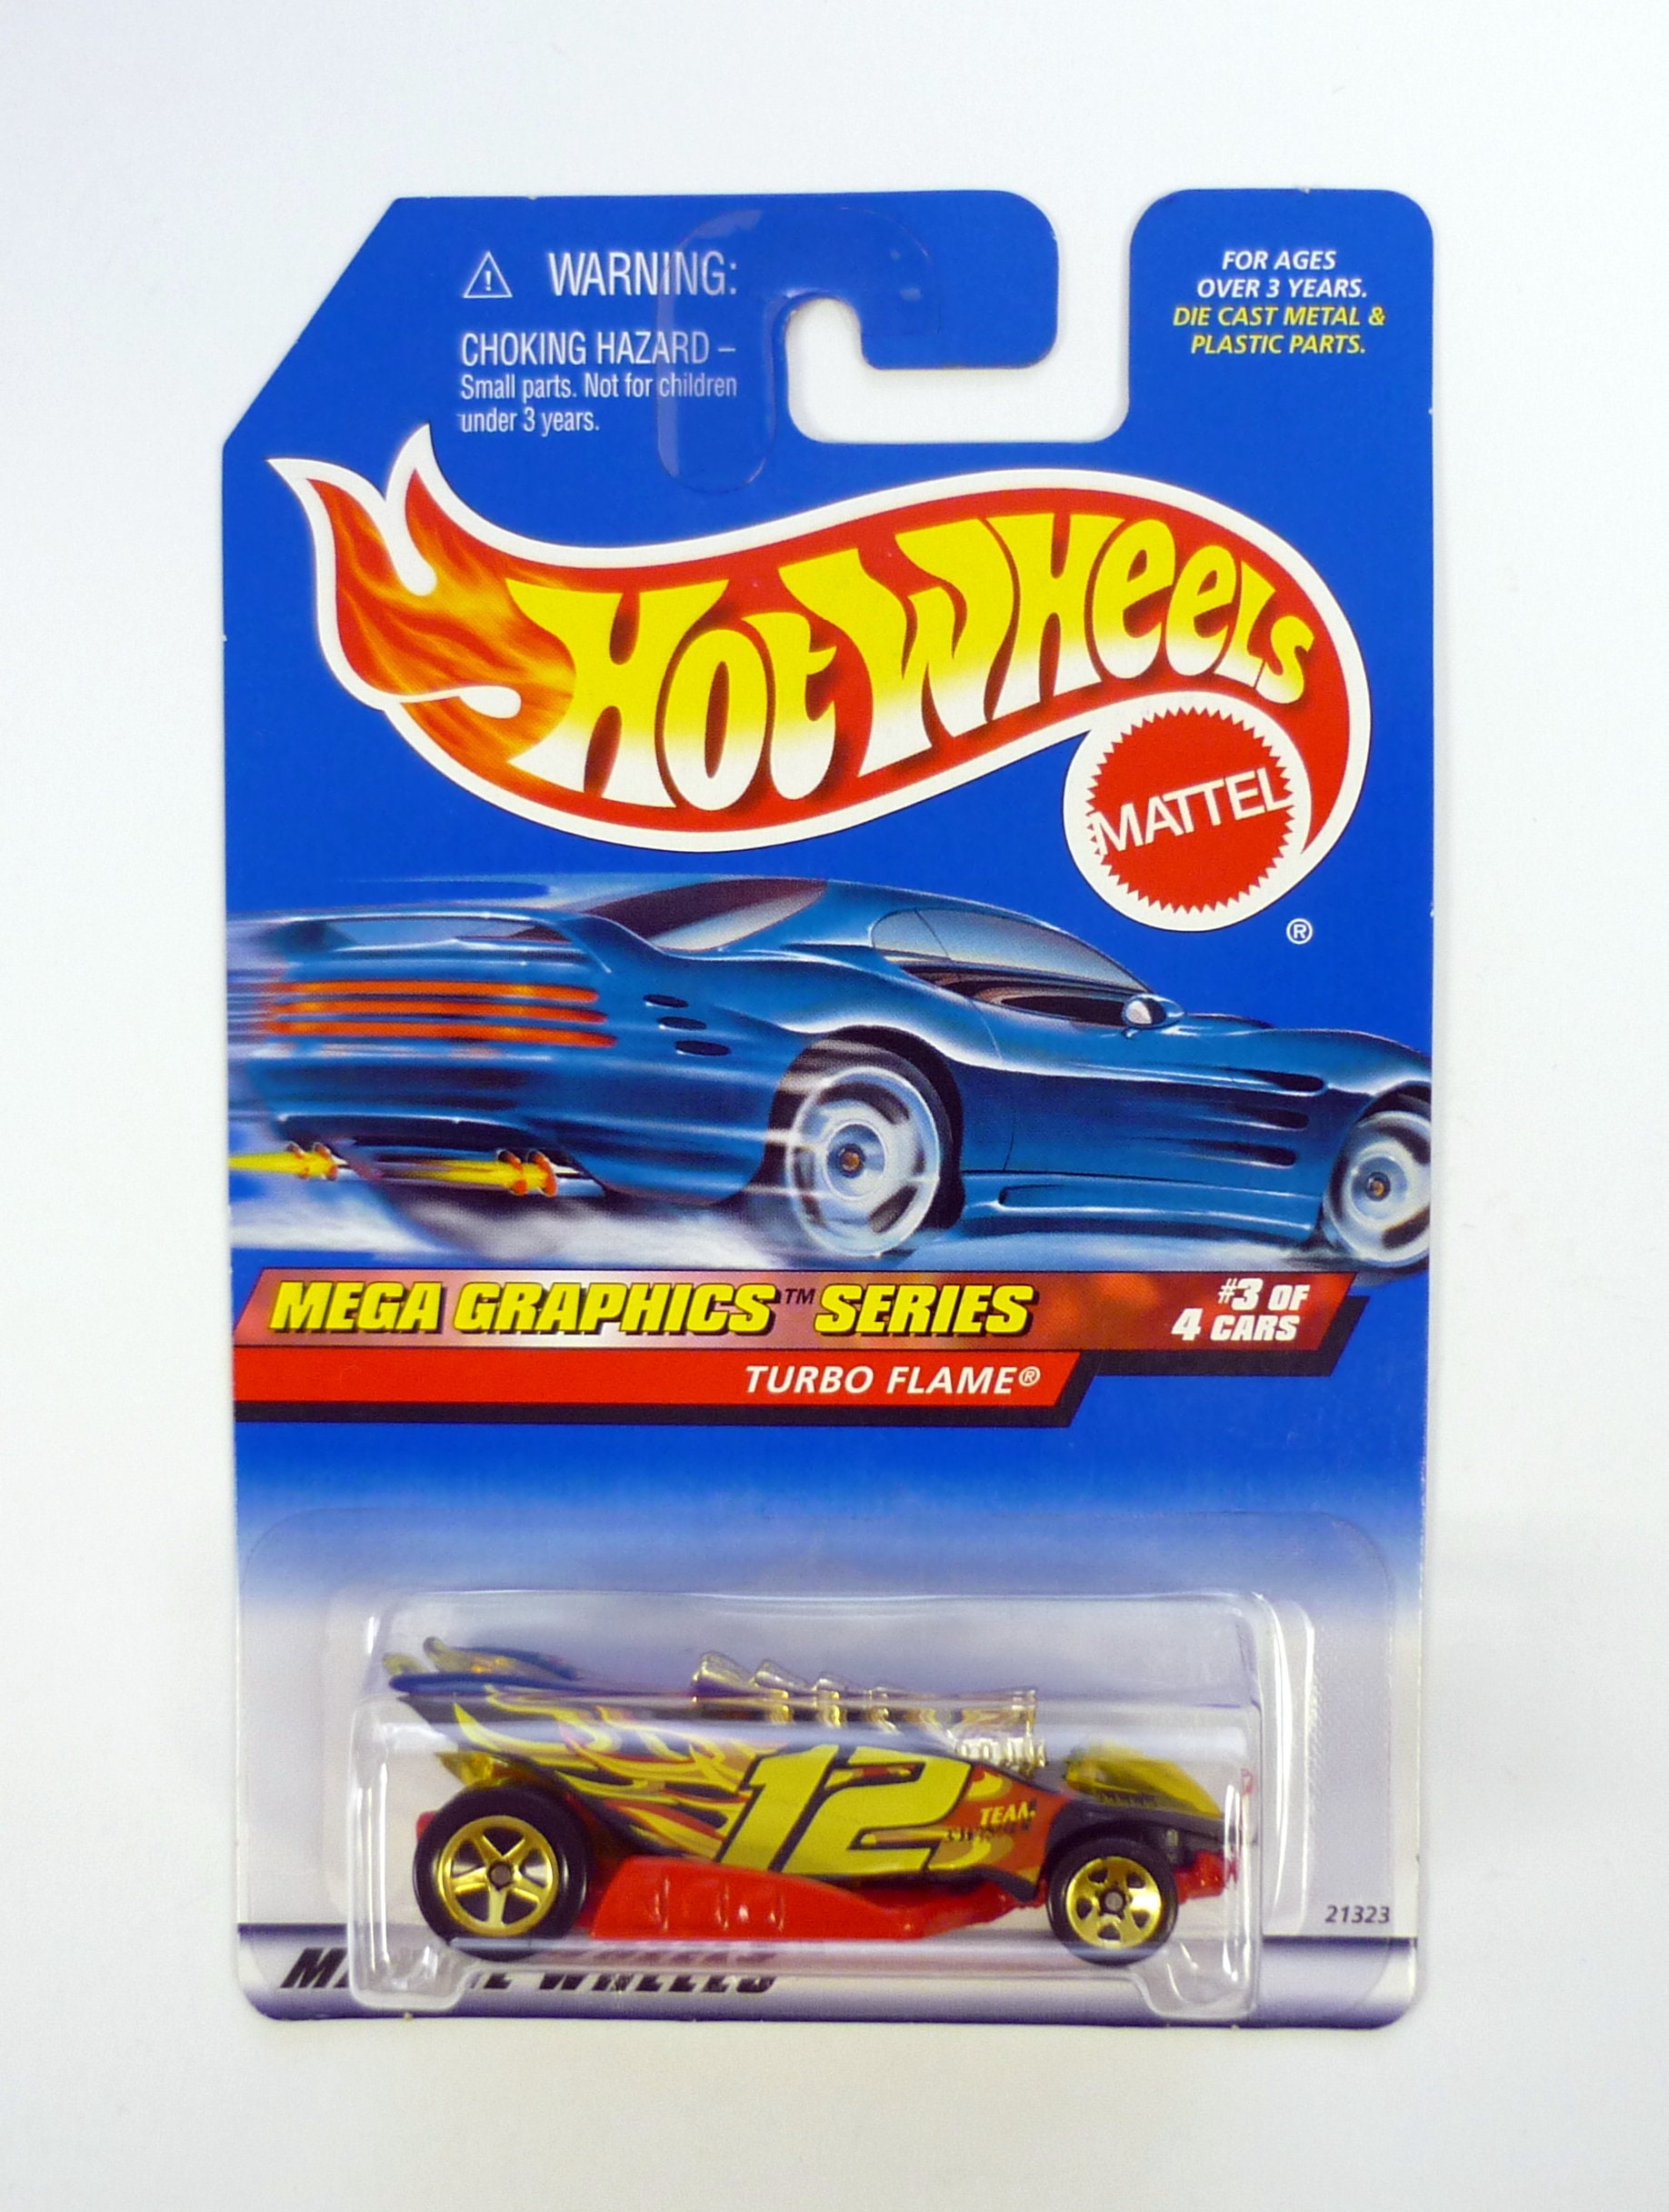 WARNING:
CHOKING HAZARD –
Small parts. Not for children
under 3 years.
FOR AGES
OVER 3 YEARS.
DIE CAST METAL &
PLASTIC PARTS.
HOT WHEELS
MATTEL
®
MEGA GRAPHICS™ SERIES
#3 OF
4 CARS
TURBO FLAME®
12
TEAM
21323
WHEELS